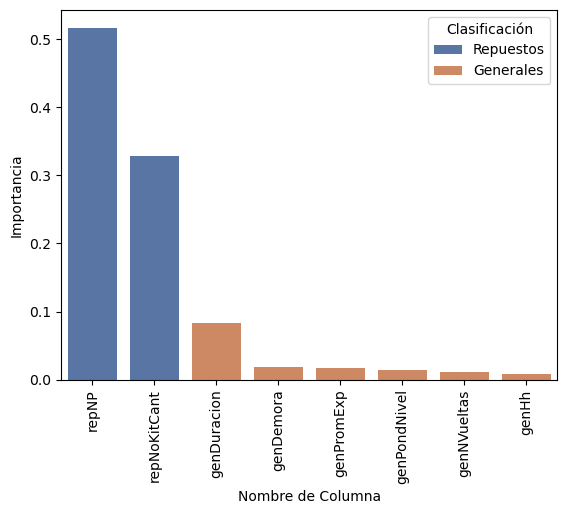 Clasificación
Repuestos
Generales
Importancia
0.5
0.4
0.3
0.2
0.1
0.0
repNP
repNoKitCant
genDuracion
genDemora
genPromExp
genPondNivel
genNVueltas
genHh
Nombre de Columna